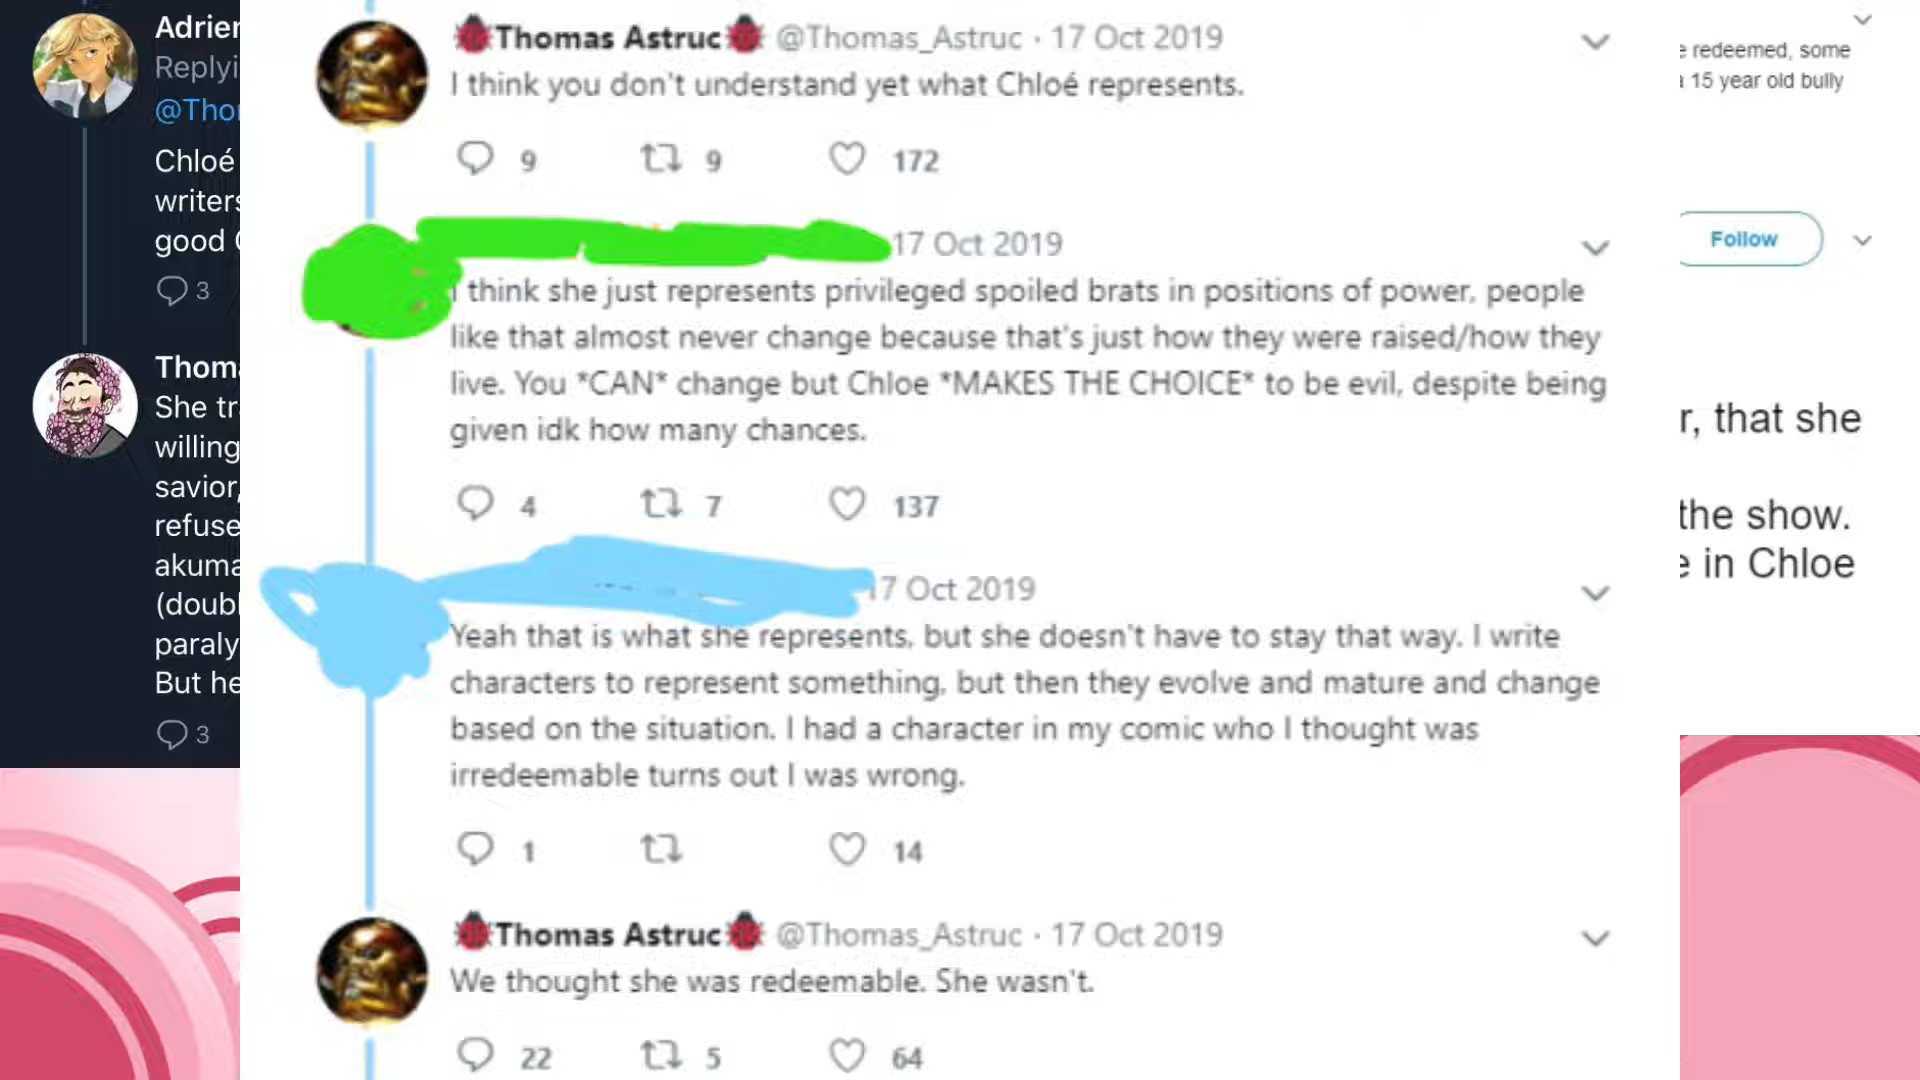 Adrien
Replyi
@Thor
Chloé
writers
good
3
Thoma
She tra
willing
savior,
refuse
akuma
(doubl
paraly
But he
3
Thomas Astruc @Thomas_Astruc · 17 Oct 2019
I think you don't understand yet what Chloé represents.
9 9 172
17 Oct 2019
I think she just represents privileged spoiled brats in positions of power, people
like that almost never change because that's just how they were raised/how they
live. You *CAN* change but Chloe *MAKES THE CHOICE* to be evil, despite being
given idk how many chances.
4 7 137
17 Oct 2019
Yeah that is what she represents, but she doesn't have to stay that way. I write
characters to represent something, but then they evolve and mature and change
based on the situation. I had a character in my comic who I thought was
irredeemable turns out I was wrong.
1 14
Thomas Astruc @Thomas_Astruc · 17 Oct 2019
We thought she was redeemable. She wasn't.
22 5 64
e redeemed, some
a 15 year old bully
Follow
r, that she
the show.
e in Chloe